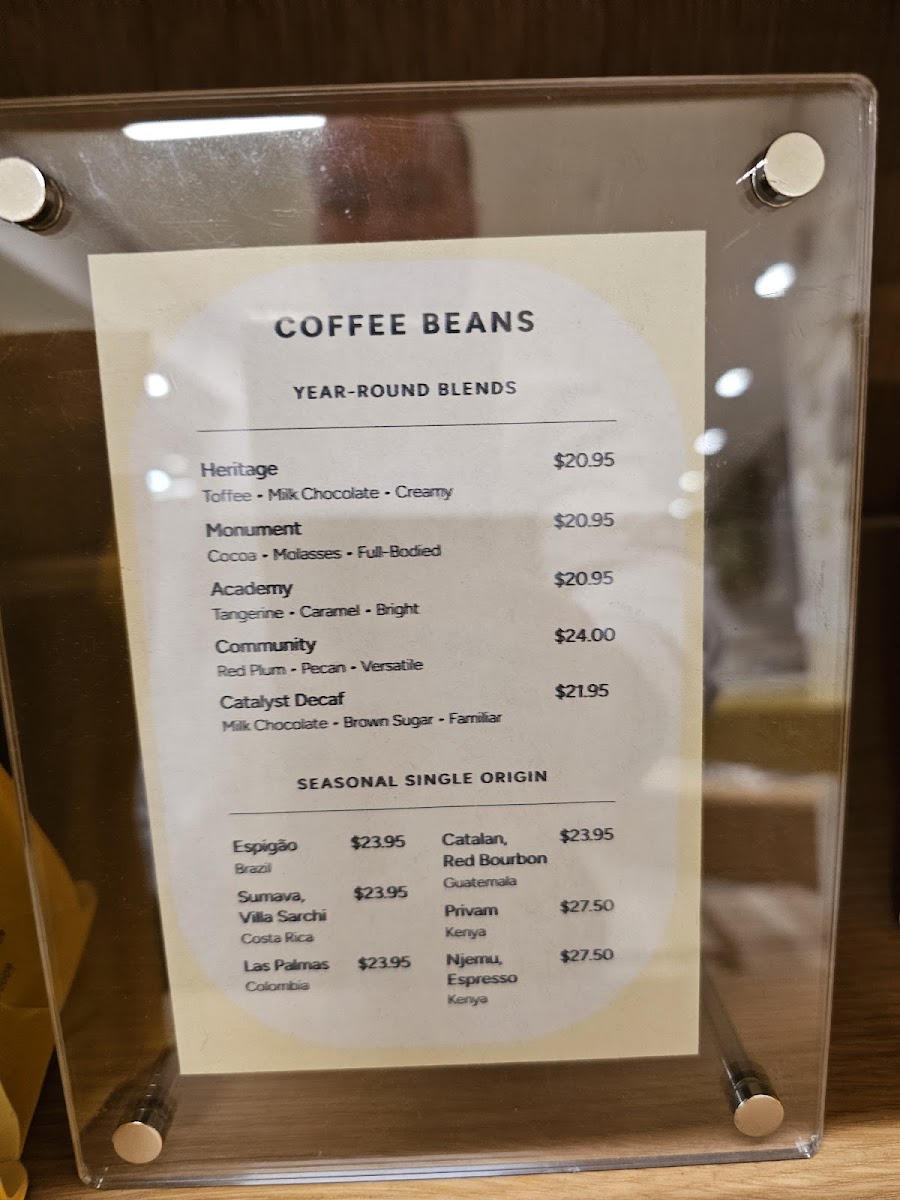 COFFEE BEANS
YEAR-ROUND BLENDS
Heritage $20.95
Toffee - Milk Chocolate - Creamy
Monument $20.95
Cocoa - Molasses - Full-Bodied
Academy $20.95
Tangerine - Caramel - Bright
Community $24.00
Red Plum - Pecan - Versatile
Catalyst Decaf $21.95
Milk Chocolate - Brown Sugar - Familiar
SEASONAL SINGLE ORIGIN
Espigão $23.95
Brazil
Sumava, $23.95
Villa Sarchi
Costa Rica
Las Palmas $23.95
Colombia
Catalan, $23.95
Red Bourbon
Guatemala
Privam $27.50
Kenya
Njemu, $27.50
Espresso
Kenya